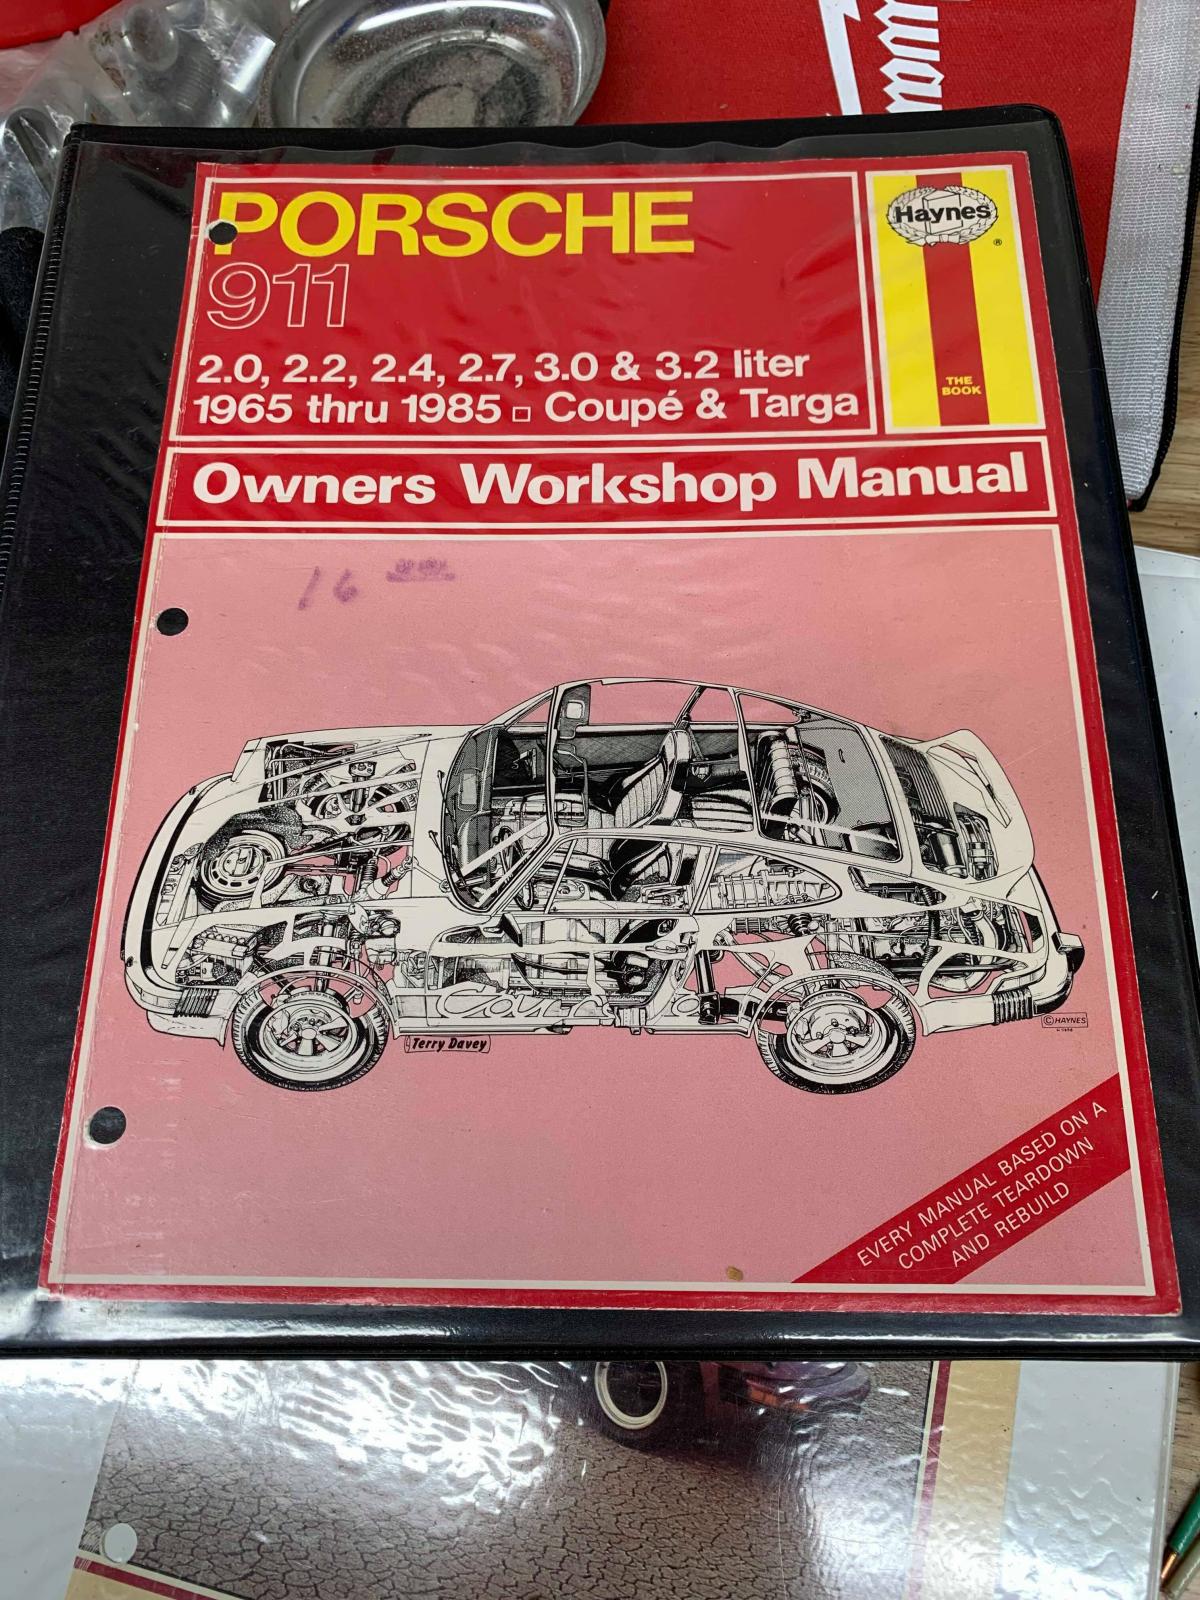 PORSCHE
911
2.0, 2.2, 2.4, 2.7, 3.0 & 3.2 liter
1965 thru 1985 □ Coupé & Targa
Haynes
®
THE
BOOK
Owners Workshop Manual
16
Carrera
Terry Davey
© HAYNES
EVERY MANUAL BASED ON A
COMPLETE TEARDOWN
AND REBUILD